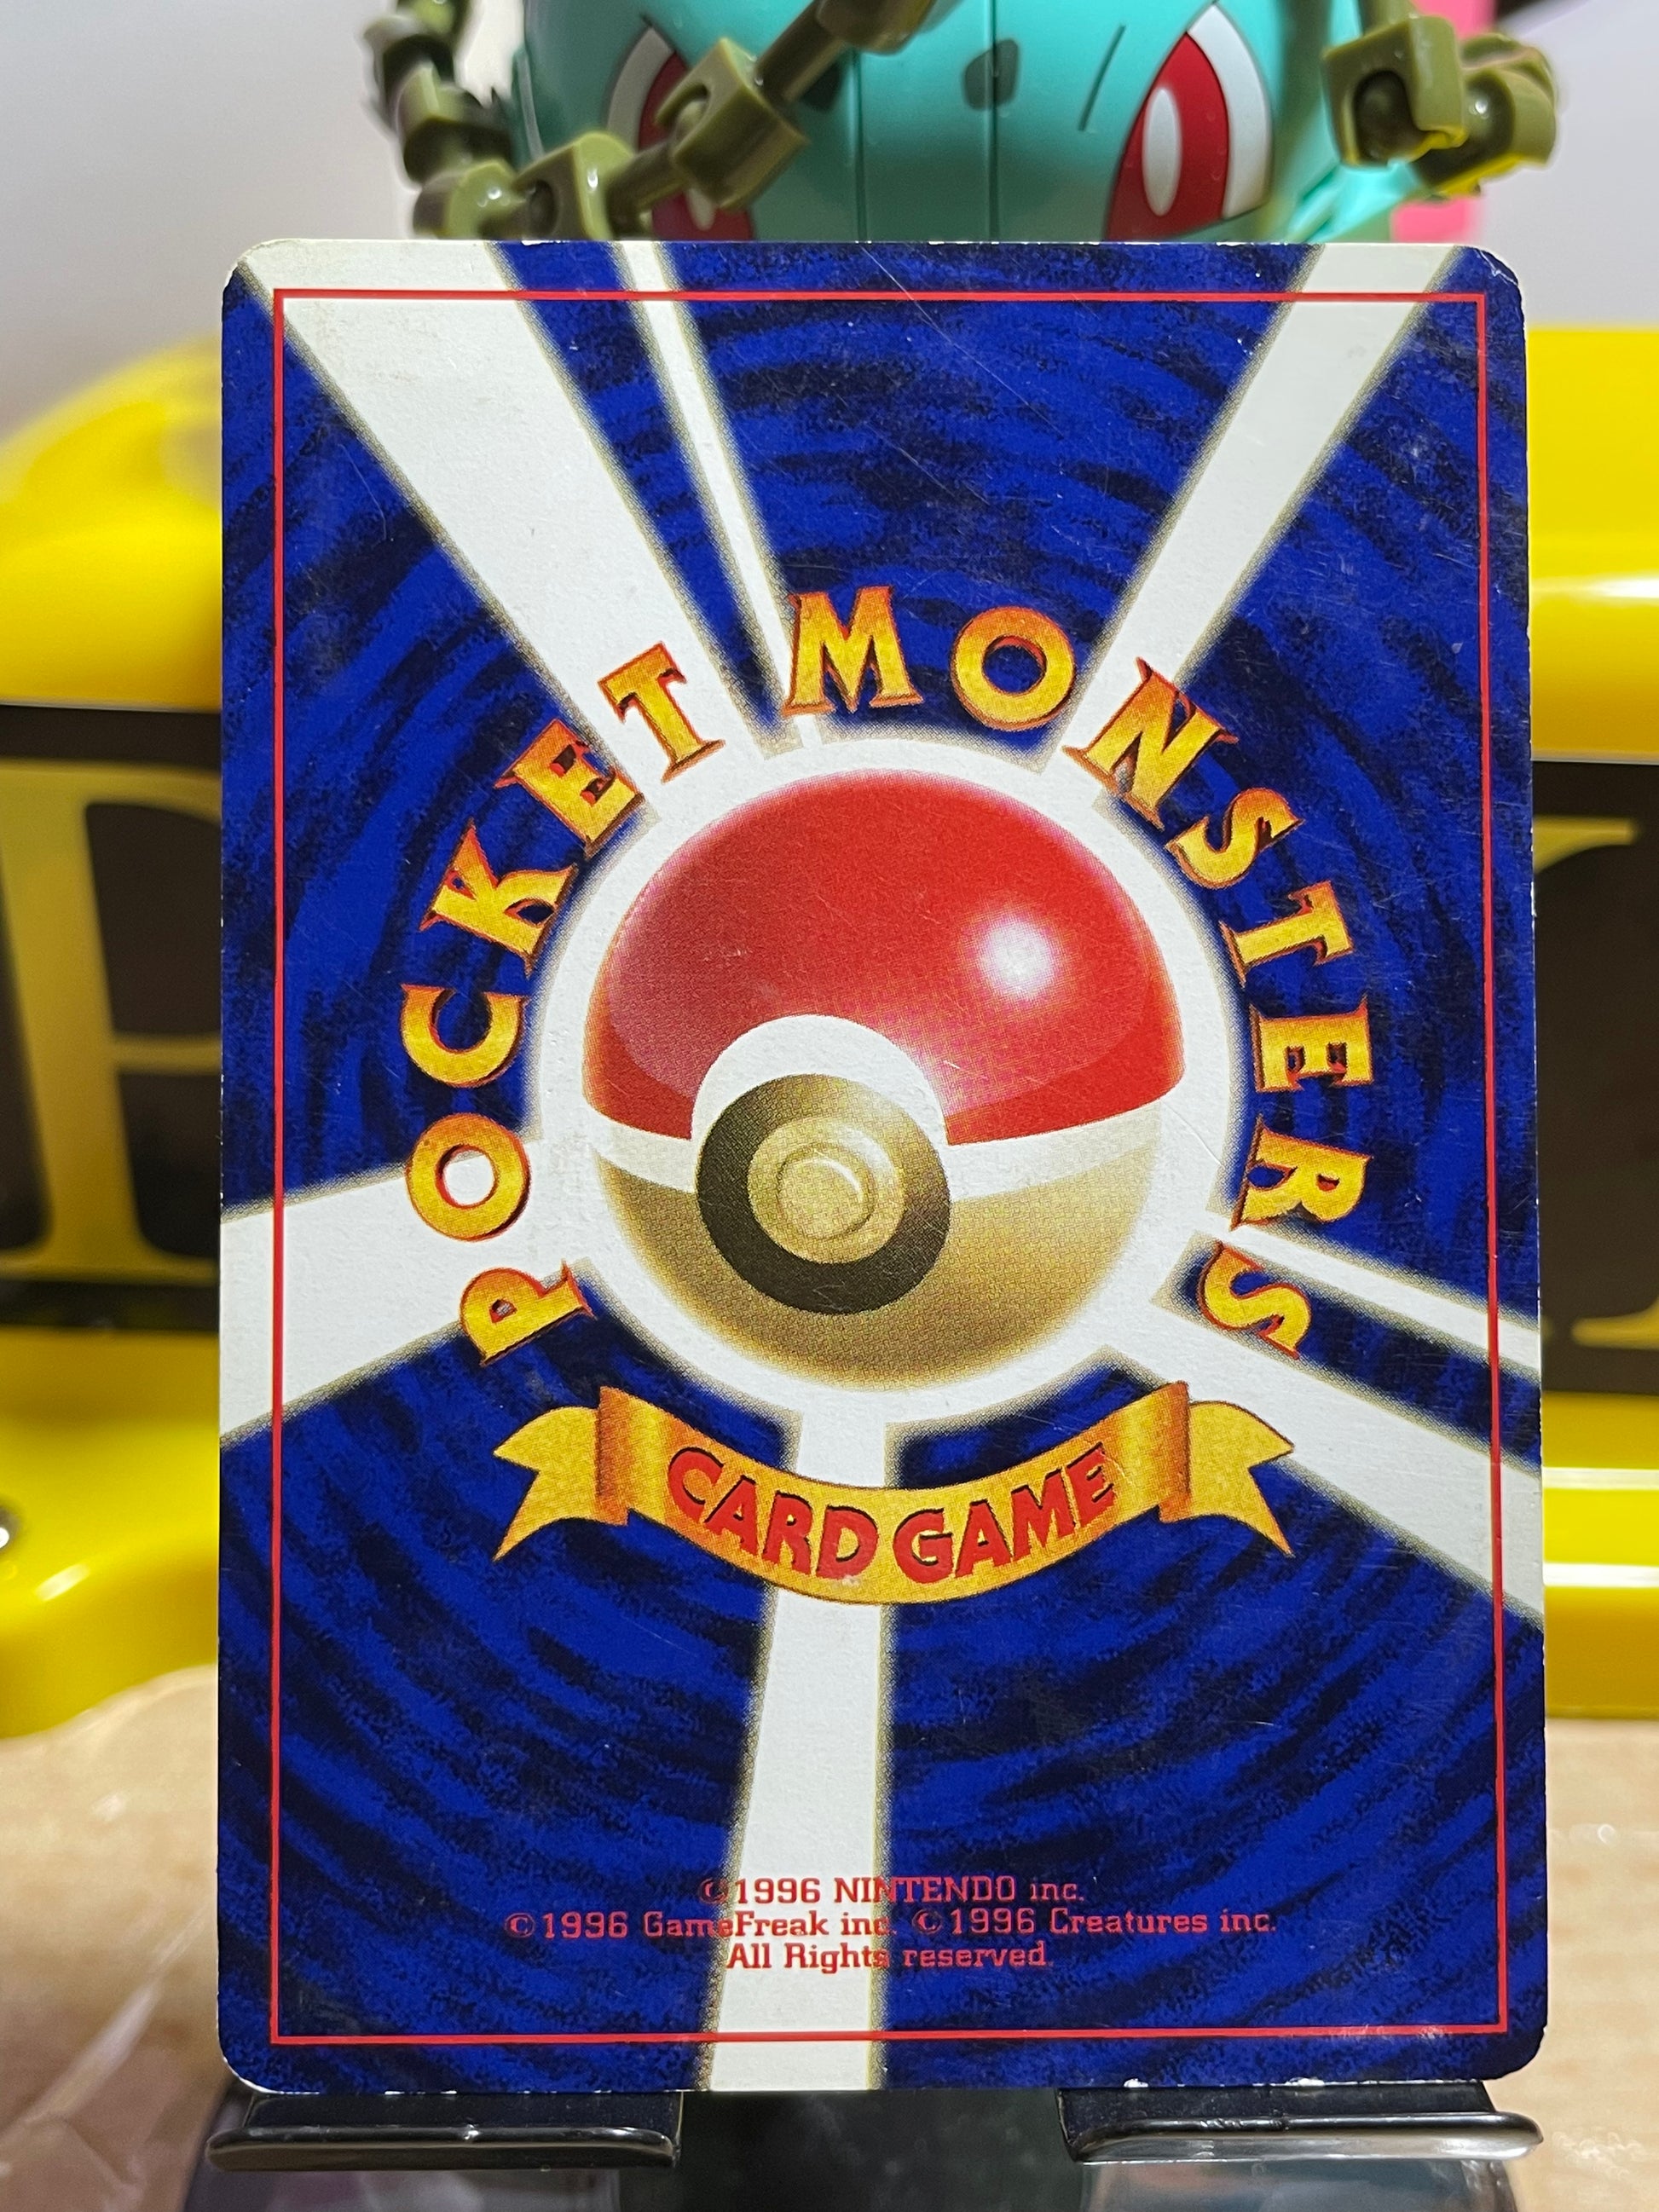 POCKET MONSTERS
CARD GAME
©1996 NINTENDO inc.
©1996 GameFreak inc. ©1996 Creatures inc.
All Rights reserved.